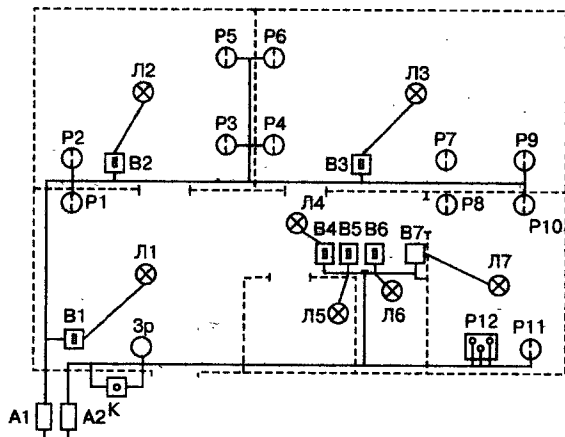 Р5 Р6
Л2 Л3
Р2 Р3 Р4 Р7 Р9
В2 В3
Р1 Л4 Р8
В4 В5 В6 В7т Р10
Л1 Л7
В1 Зр Л5 Л6 Р12 Р11
А1 А2 К